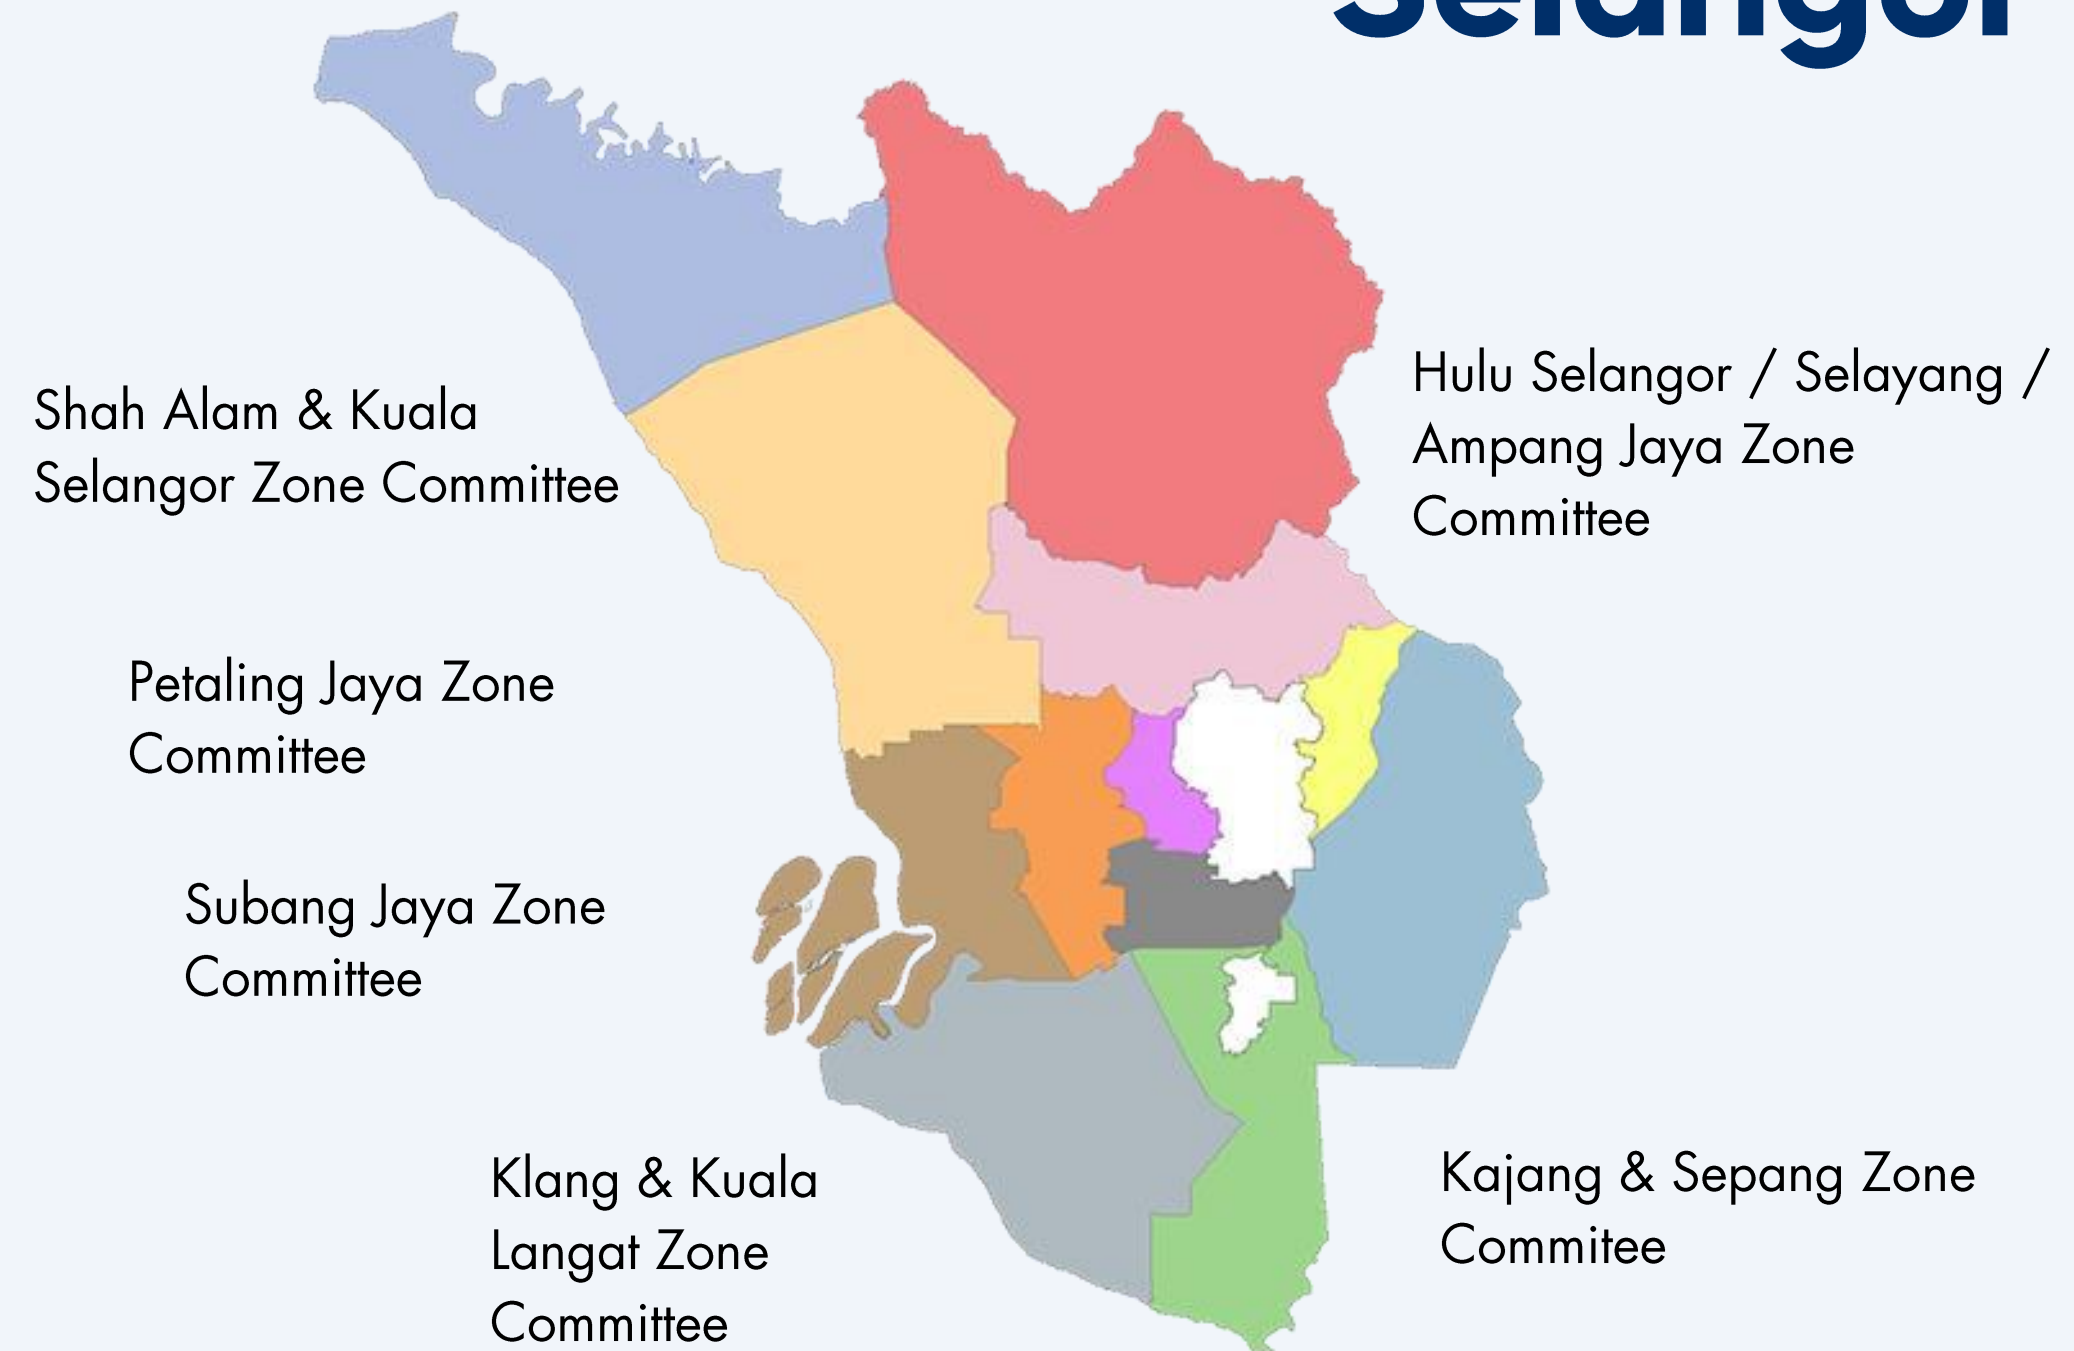 Selangor
Shah Alam & Kuala
Selangor Zone Committee
Hulu Selangor / Selayang /
Ampang Jaya Zone
Committee
Petaling Jaya Zone
Committee
Subang Jaya Zone
Committee
Klang & Kuala
Langat Zone
Committee
Kajang & Sepang Zone
Commitee